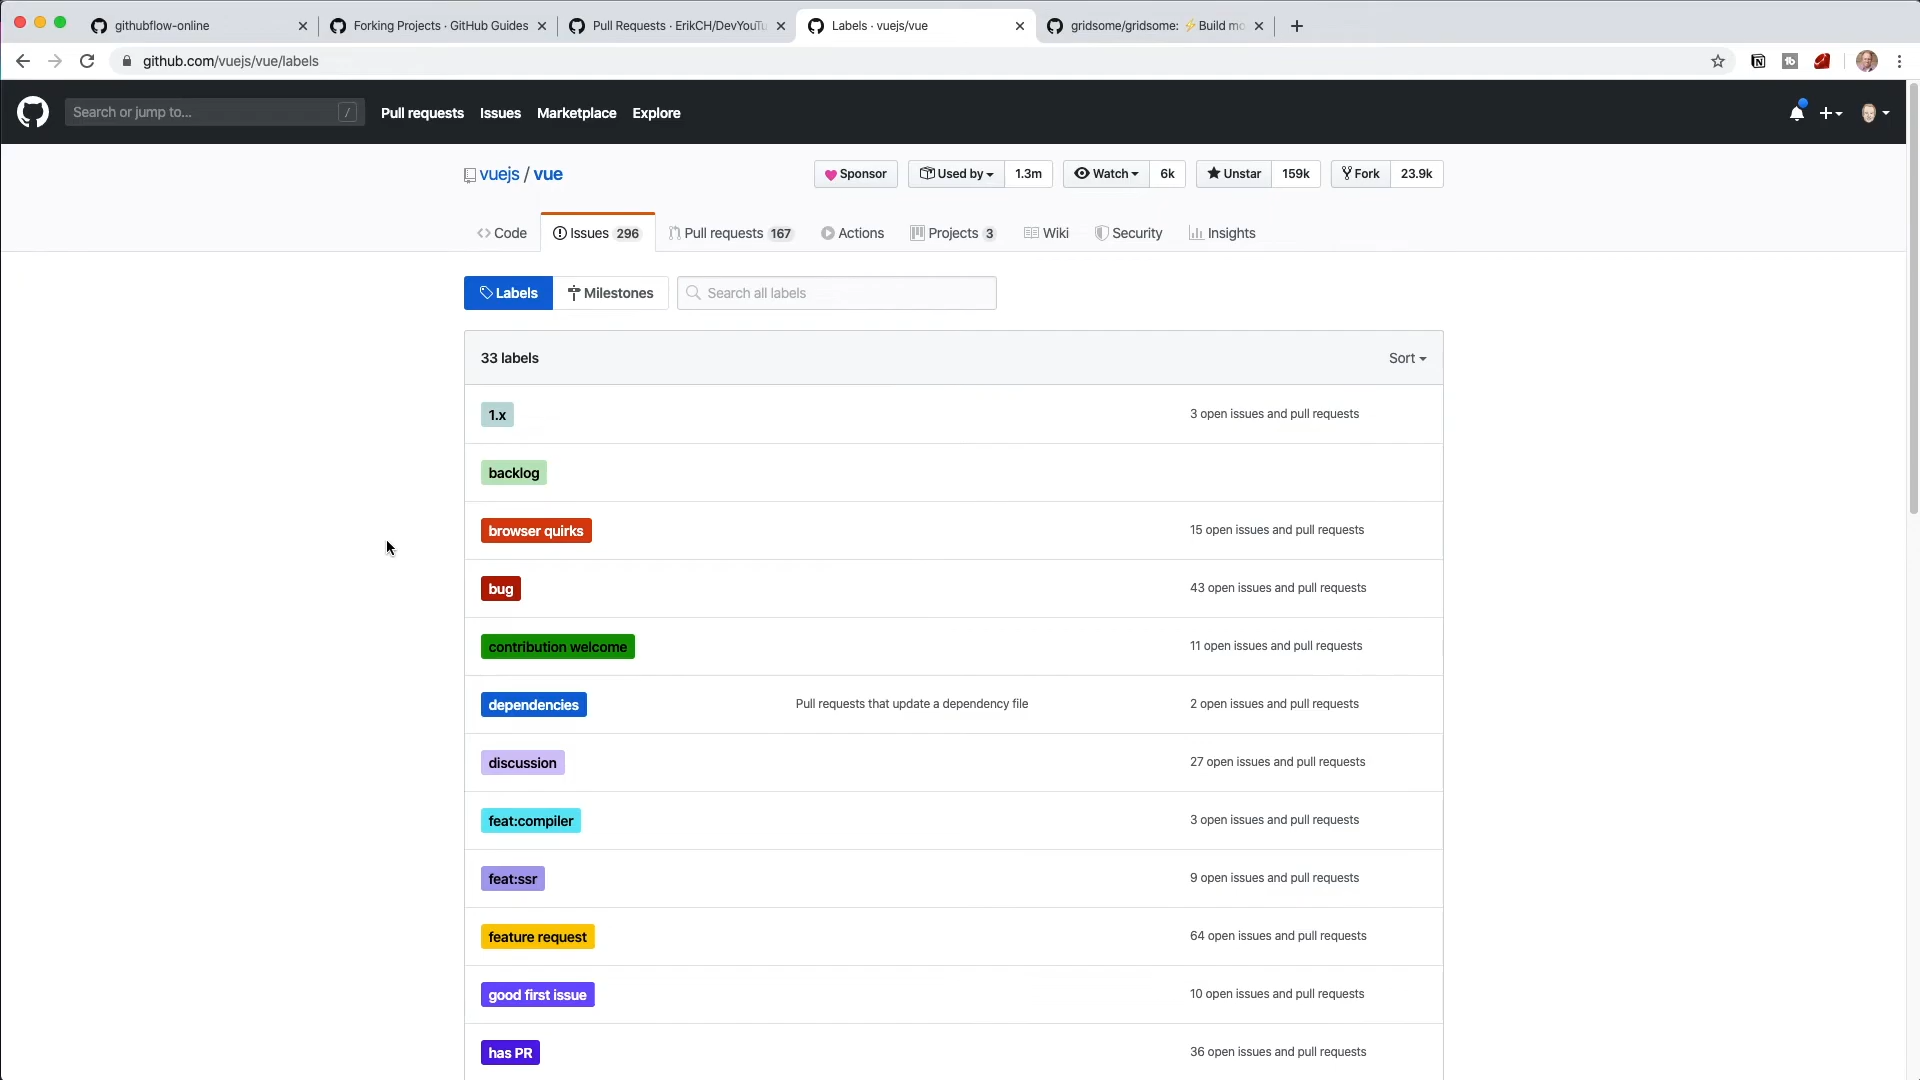 githubflow-online
Forking Projects · GitHub Guides
Pull Requests · ErikCH/DevYouTu
Labels · vuejs/vue
gridsome/gridsome: ⚡Build mo
github.com/vuejs/vue/labels
Search or jump to... /
Pull requests Issues Marketplace Explore
vuejs / vue
Sponsor Used by 1.3m Watch 6k Unstar 159k Fork 23.9k
Code Issues 296 Pull requests 167 Actions Projects 3 Wiki Security Insights
Labels Milestones Search all labels
33 labels Sort
1.x 3 open issues and pull requests
backlog
browser quirks 15 open issues and pull requests
bug 43 open issues and pull requests
contribution welcome 11 open issues and pull requests
dependencies Pull requests that update a dependency file 2 open issues and pull requests
discussion 27 open issues and pull requests
feat:compiler 3 open issues and pull requests
feat:ssr 9 open issues and pull requests
feature request 64 open issues and pull requests
good first issue 10 open issues and pull requests
has PR 36 open issues and pull requests